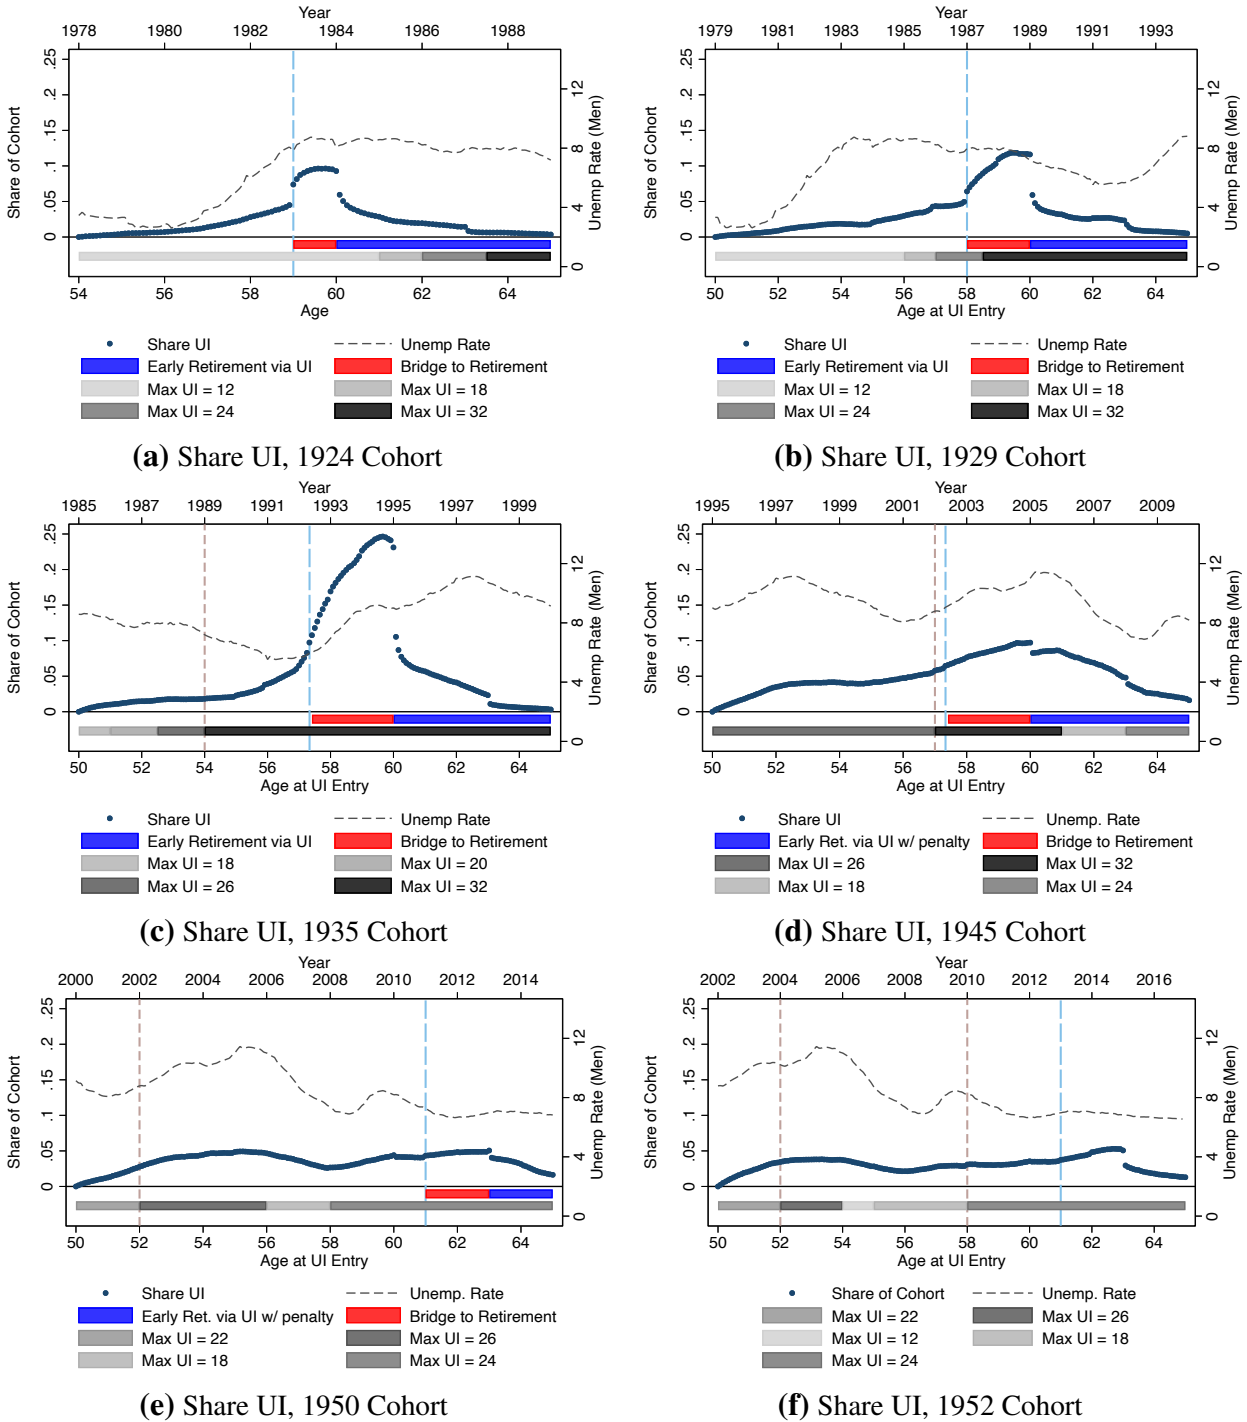 Year
1978 1980 1982 1984 1986 1988
Share of Cohort
0 .05 .1 .15 .2 .25
Unemp Rate (Men)
0 4 8 12
54 56 58 60 62 64
Age
Share UI
Unemp Rate
Early Retirement via UI
Bridge to Retirement
Max UI = 12
Max UI = 18
Max UI = 24
Max UI = 32
(a) Share UI, 1924 Cohort
Year
1979 1981 1983 1985 1987 1989 1991 1993
Share of Cohort
0 .05 .1 .15 .2 .25
Unemp Rate (Men)
0 4 8 12
50 52 54 56 58 60 62 64
Age at UI Entry
Share UI
Unemp Rate
Early Retirement via UI
Bridge to Retirement
Max UI = 12
Max UI = 18
Max UI = 24
Max UI = 32
(b) Share UI, 1929 Cohort
Year
1985 1987 1989 1991 1993 1995 1997 1999
Share of Cohort
0 .05 .1 .15 .2 .25
Unemp Rate (Men)
0 4 8 12
50 52 54 56 58 60 62 64
Age at UI Entry
Share UI
Unemp Rate
Early Retirement via UI
Bridge to Retirement
Max UI = 18
Max UI = 20
Max UI = 26
Max UI = 32
(c) Share UI, 1935 Cohort
Year
1995 1997 1999 2001 2003 2005 2007 2009
Share of Cohort
0 .05 .1 .15 .2 .25
Unemp Rate (Men)
0 4 8 12
50 52 54 56 58 60 62 64
Age at UI Entry
Share UI
Unemp. Rate
Early Ret. via UI w/ penalty
Bridge to Retirement
Max UI = 26
Max UI = 32
Max UI = 18
Max UI = 24
(d) Share UI, 1945 Cohort
Year
2000 2002 2004 2006 2008 2010 2012 2014
Share of Cohort
0 .05 .1 .15 .2 .25
Unemp Rate (Men)
0 4 8 12
50 52 54 56 58 60 62 64
Age at UI Entry
Share UI
Unemp. Rate
Early Ret. via UI w/ penalty
Bridge to Retirement
Max UI = 22
Max UI = 26
Max UI = 18
Max UI = 24
(e) Share UI, 1950 Cohort
Year
2002 2004 2006 2008 2010 2012 2014 2016
Share of Cohort
0 .05 .1 .15 .2 .25
Unemp Rate (Men)
0 4 8 12
50 52 54 56 58 60 62 64
Age at UI Entry
Share of Cohort
Unemp. Rate
Max UI = 22
Max UI = 26
Max UI = 12
Max UI = 18
Max UI = 24
(f) Share UI, 1952 Cohort